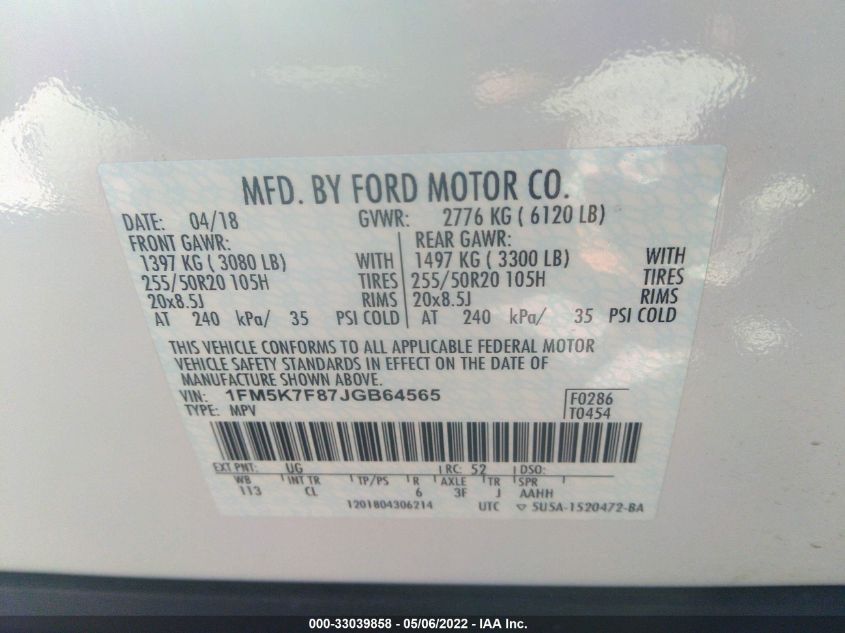 MFD. BY FORD MOTOR CO.
DATE: 04/18 GVWR: 2776 KG ( 6120 LB)
FRONT GAWR: REAR GAWR:
1397 KG ( 3080 LB) WITH 1497 KG ( 3300 LB) WITH
255/50R20 105H TIRES 255/50R20 105H TIRES
20x8.5J RIMS 20x8.5J RIMS
AT 240 kPa/ 35 PSI COLD AT 240 kPa/ 35 PSI COLD
THIS VEHICLE CONFORMS TO ALL APPLICABLE FEDERAL MOTOR
VEHICLE SAFETY STANDARDS IN EFFECT ON THE DATE OF
MANUFACTURE SHOWN ABOVE.
VIN: 1FM5K7F87JGB64565 F0286
TYPE: MPV T0454
EXT PNT: UG RC: 52 DSO:
WB INT TR TP/PS R AXLE TR SPR
113 CL 6 3F J AAHH
1201804306214 UTC ▽ 5U5A-1520472-BA
000-33039858 - 05/06/2022 - IAA Inc.